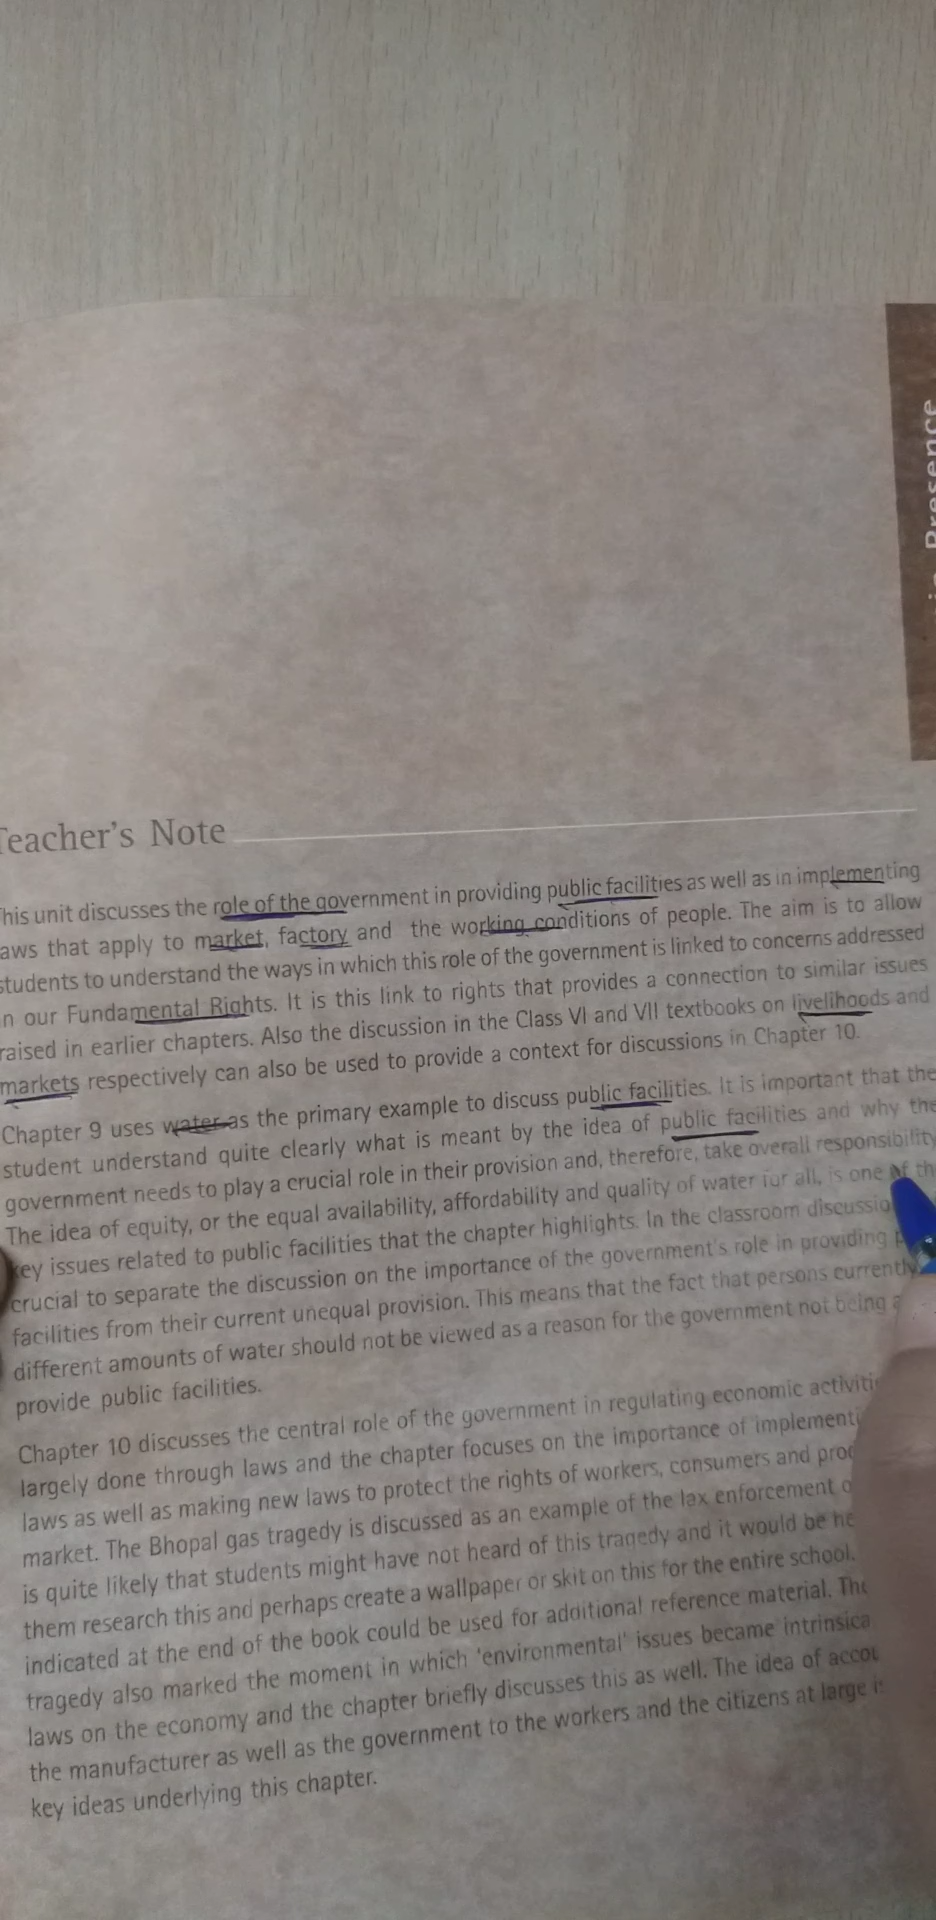 Presence
Teacher's Note
This unit discusses the role of the government in providing public facilities as well as in implementing
laws that apply to market, factory and the working conditions of people. The aim is to allow
students to understand the ways in which this role of the government is linked to concerns addressed
in our Fundamental Rights. It is this link to rights that provides a connection to similar issues
raised in earlier chapters. Also the discussion in the Class VI and VII textbooks on livelihoods and
markets respectively can also be used to provide a context for discussions in Chapter 10.
Chapter 9 uses water as the primary example to discuss public facilities. It is important that the
student understand quite clearly what is meant by the idea of public facilities and why the
government needs to play a crucial role in their provision and, therefore, take overall responsibility
The idea of equity, or the equal availability, affordability and quality of water for all, is one of the
key issues related to public facilities that the chapter highlights. In the classroom
crucial to separate the discussion on the importance of the government's role in providing
facilities from their current unequal provision. This means that the fact that persons currently
different amounts of water should not be viewed as a reason for the government not being
provide public facilities.
Chapter 10 discusses the central role of the government in regulating economic
largely done through laws and the chapter focuses on the importance of
laws as well as making new laws to protect the rights of workers, consumers and
market. The Bhopal gas tragedy is discussed as an example of the lax enforcement
is quite likely that students might have not heard of this tragedy and it would be
them research this and perhaps create a wallpaper or skit on this for the entire school.
indicated at the end of the book could be used for additional reference material. The
tragedy also marked the moment in which 'environmental' issues became
laws on the economy and the chapter briefly discusses this as well. The idea of
the manufacturer as well as the government to the workers and the citizens at large
key ideas underlying this chapter.